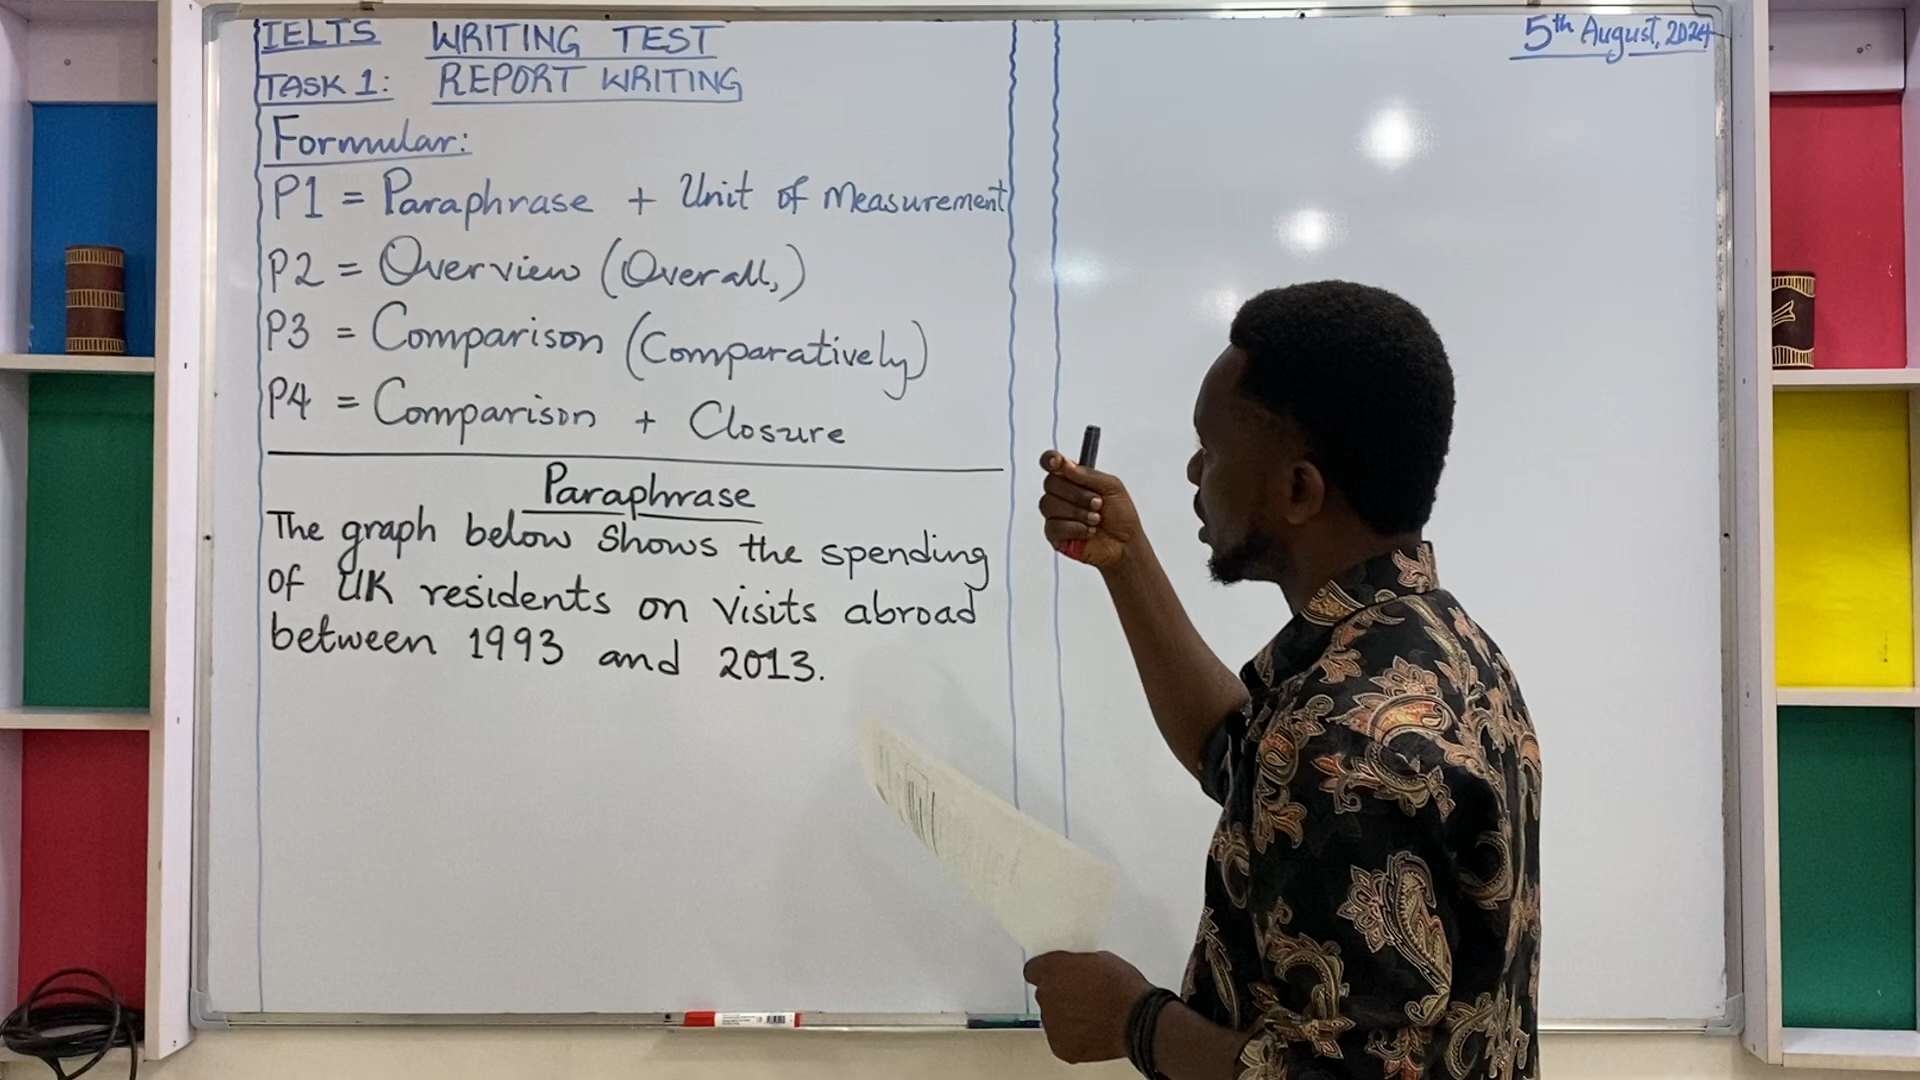 IELTS WRITING TEST
TASK 1: REPORT WRITING
Formular:
P1 = Paraphrase + Unit of Measurement
P2 = Overview (Overall,)
P3 = Comparison (Comparatively)
P4 = Comparison + Closure
Paraphrase
The graph below shows the spending
of UK residents on visits abroad
between 1993 and 2013.
5th August, 2024